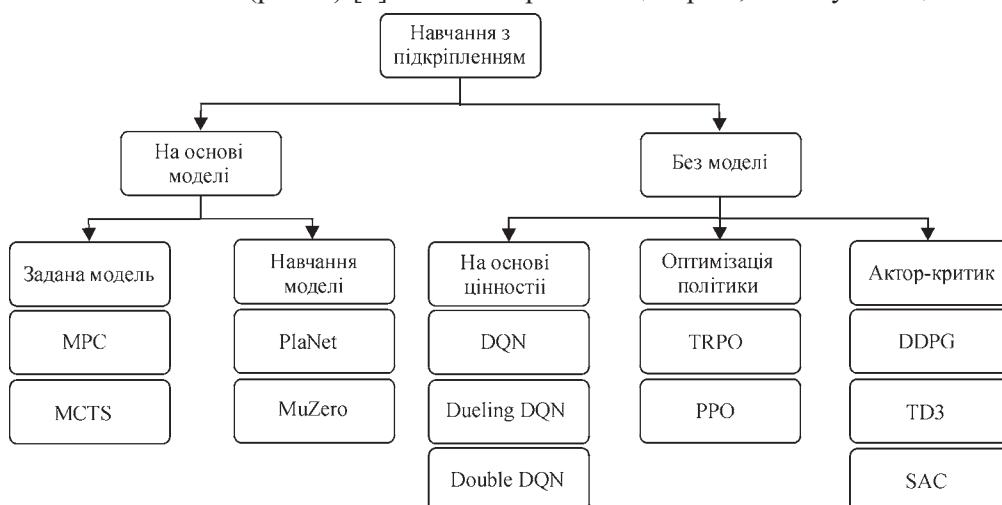 Навчання з
підкріпленням
На основі
моделі
Без моделі
Задана модель
Навчання
моделі
На основі
цінностіі
Оптимізація
політики
Актор-критик
MPC
PlaNet
DQN
TRPO
DDPG
MCTS
MuZero
Dueling DQN
PPO
TD3
Double DQN
SAC